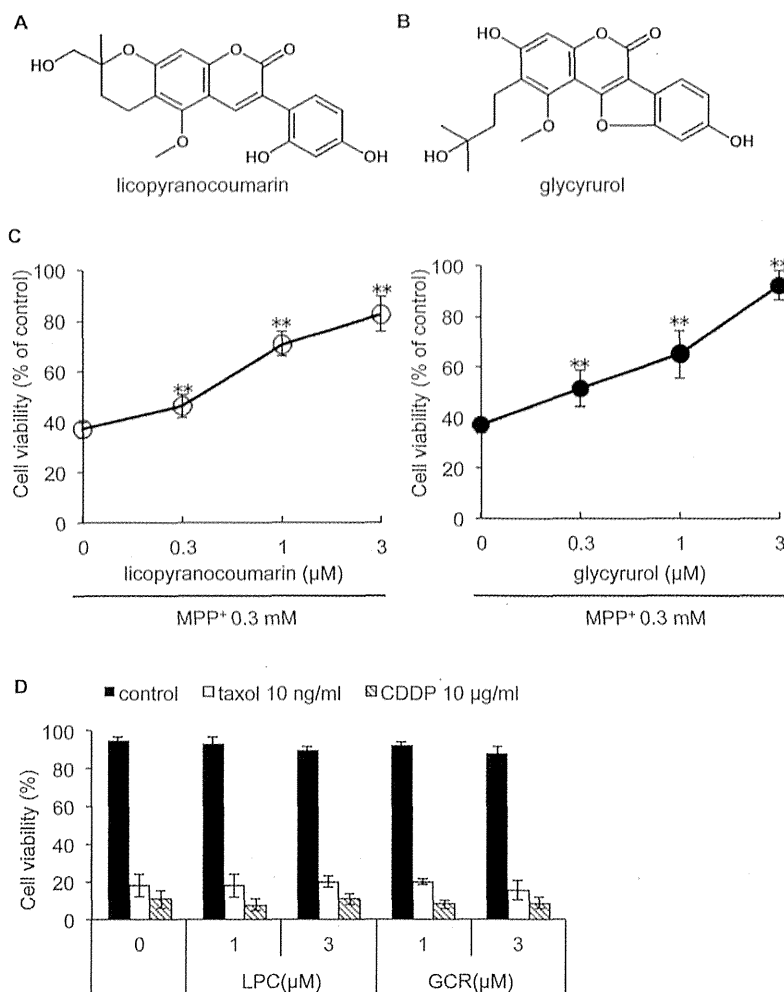 A
B
HO
O
O
O
O
HO
OH
licopyranocoumarin
HO
O
O
O
O
HO
OH
glycyrurol
C
Cell viability (% of control)
100
80
60
40
20
0
**
**
**
0 0.3 1 3
licopyranocoumarin (µM)
MPP+ 0.3 mM
Cell viability (% of control)
100
80
60
40
20
0
**
**
**
0 0.3 1 3
glycyrurol (µM)
MPP+ 0.3 mM
D
control taxol 10 ng/ml CDDP 10 µg/ml
Cell viability (%)
100
80
60
40
20
0
0 1 3 1 3
LPC(µM) GCR(µM)